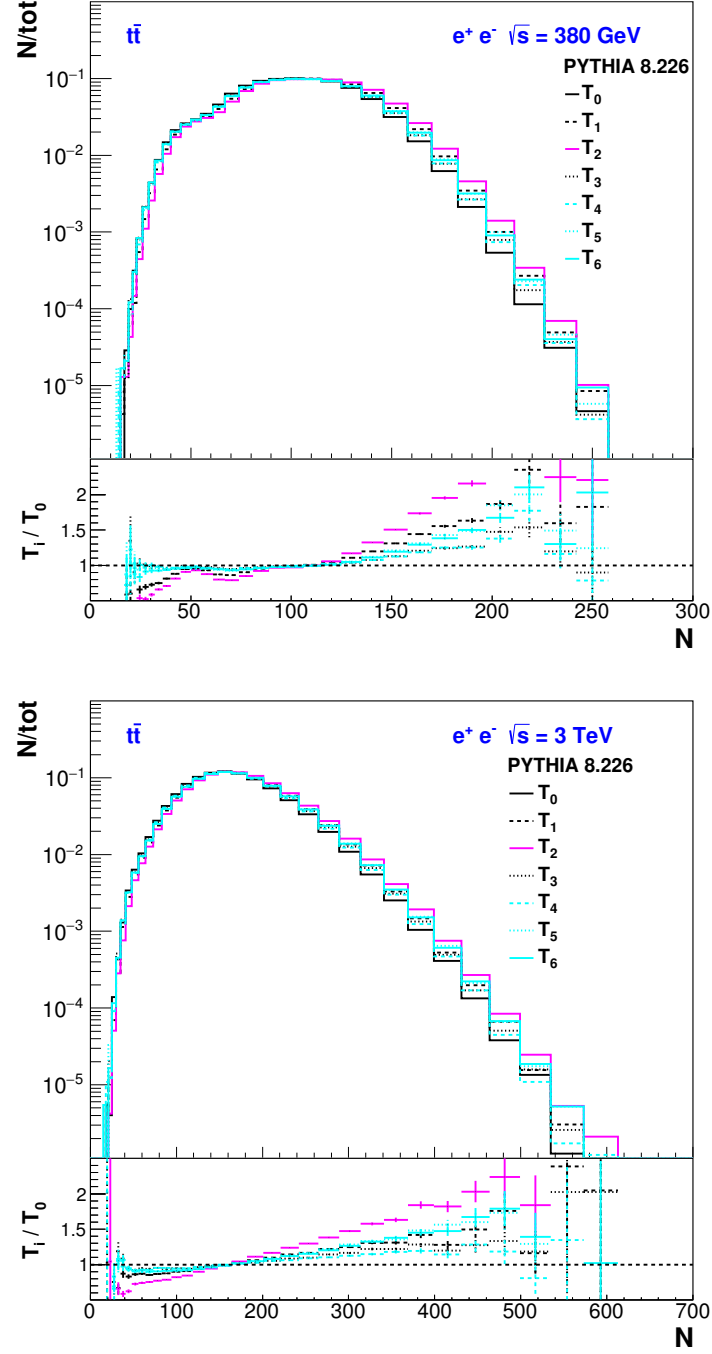 N/tot
tt̄
e⁺ e⁻ √s = 380 GeV
PYTHIA 8.226
T₀
T₁
T₂
T₃
T₄
T₅
T₆
10⁻¹
10⁻²
10⁻³
10⁻⁴
10⁻⁵
Tᵢ / T₀
2
1.5
1
0 50 100 150 200 250 300
N
N/tot
tt̄
e⁺ e⁻ √s = 3 TeV
PYTHIA 8.226
T₀
T₁
T₂
T₃
T₄
T₅
T₆
10⁻¹
10⁻²
10⁻³
10⁻⁴
10⁻⁵
Tᵢ / T₀
2
1.5
1
0 100 200 300 400 500 600 700
N